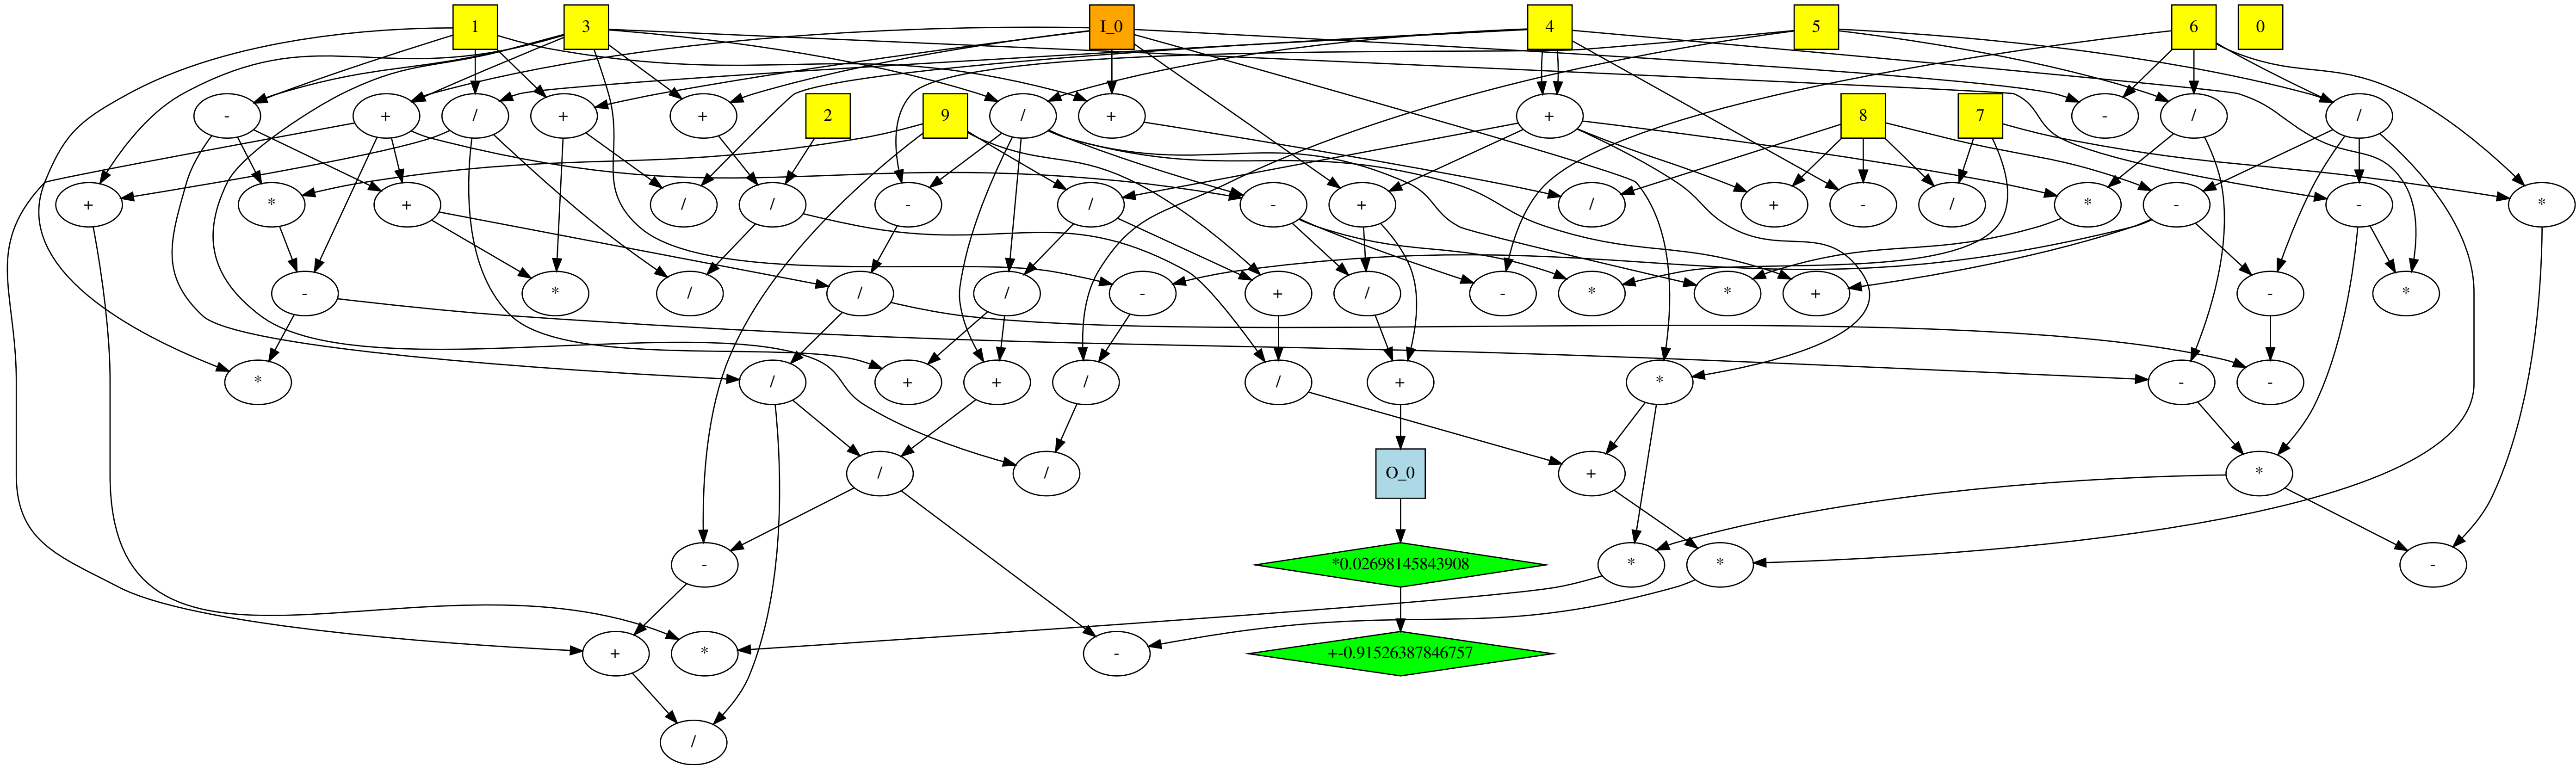 1 3 I_0 4 5 6 0
- + / + + / + + - / /
2 9 8 7
+ * + / / - / - + / + - / * - - *
- * / / - + / - * * + - *
* / + + / / + * - -
/ / O_0 + *
- *0.02698145843908 * * -
+ * - +-0.91526387846757
/